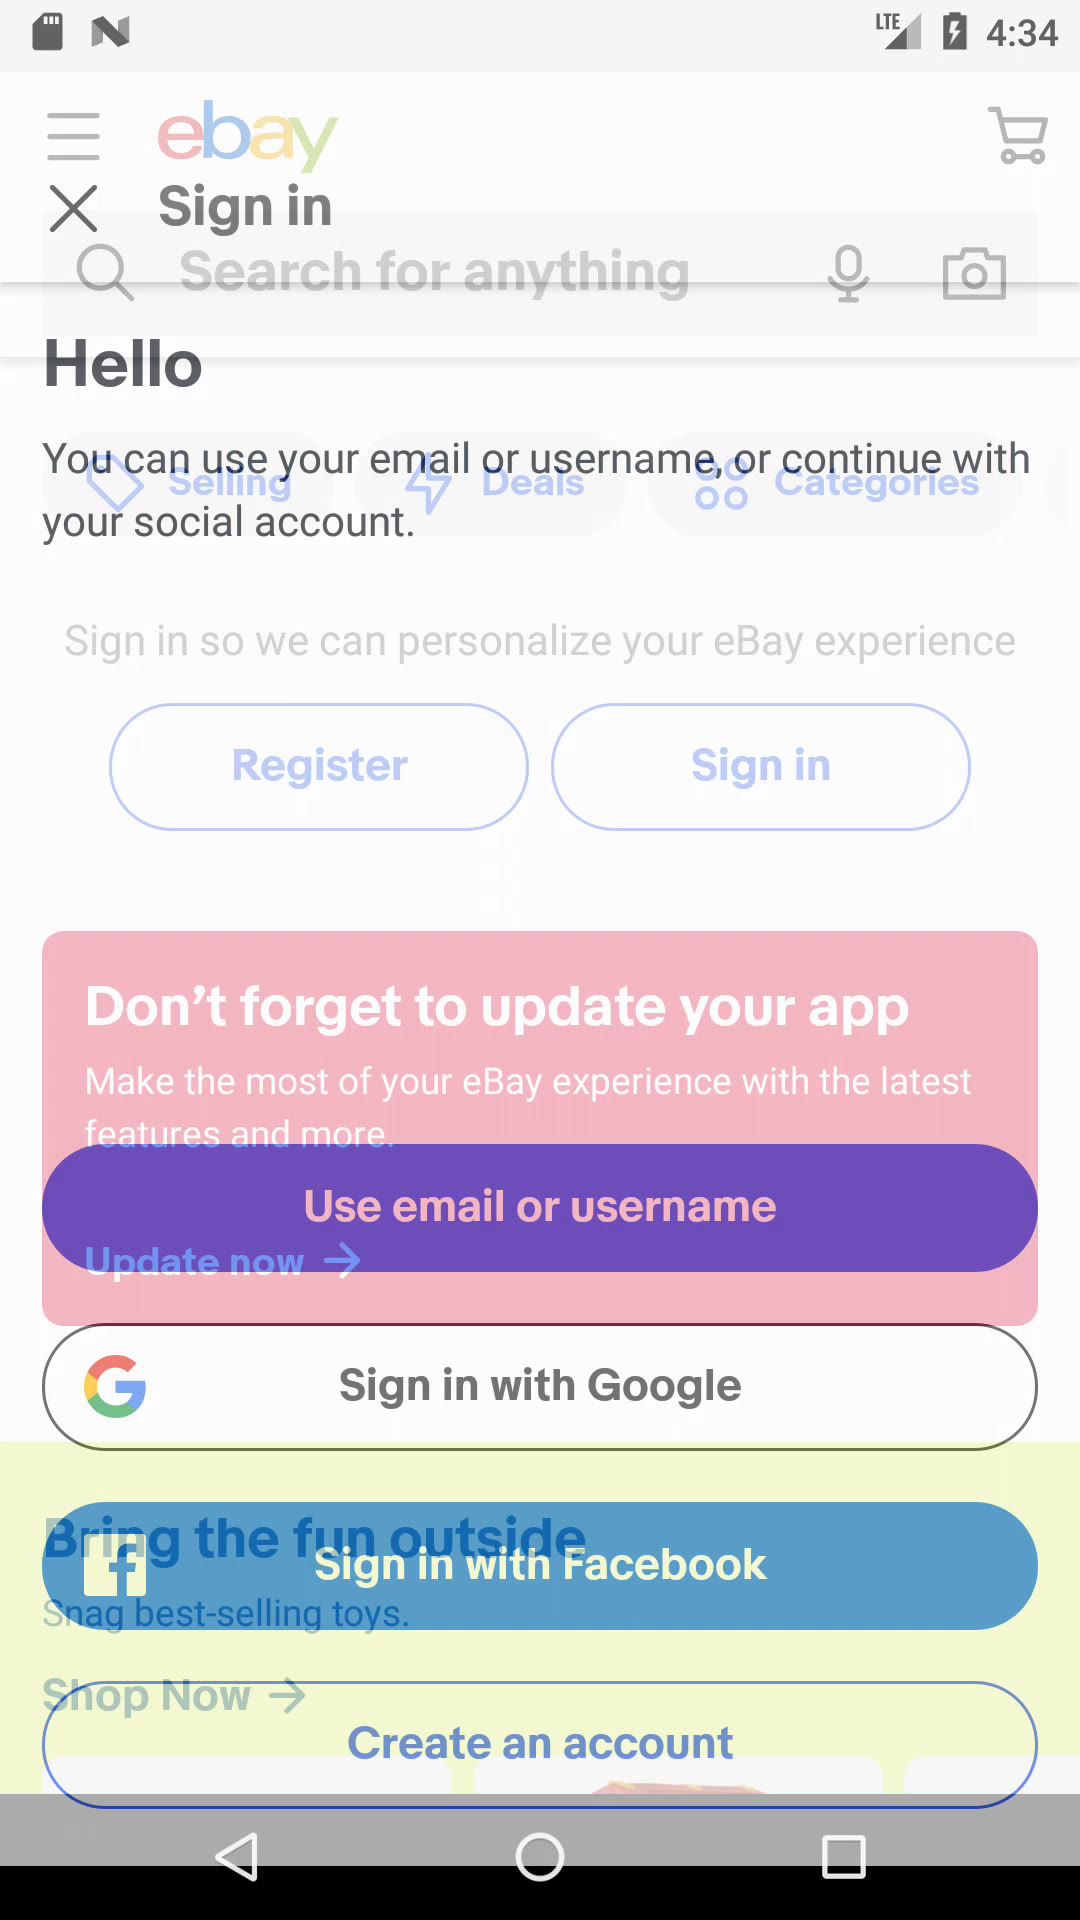 LTE 4:34
ebay
Sign in
Search for anything
Hello
You can use your email or username, or continue with
your social account.
Selling Deals Categories
Sign in so we can personalize your eBay experience
Register Sign in
Don't forget to update your app
Make the most of your eBay experience with the latest
features and more.
Use email or username
Update now
Sign in with Google
Bring the fun outside
Sign in with Facebook
Snag best-selling toys.
Shop Now
Create an account